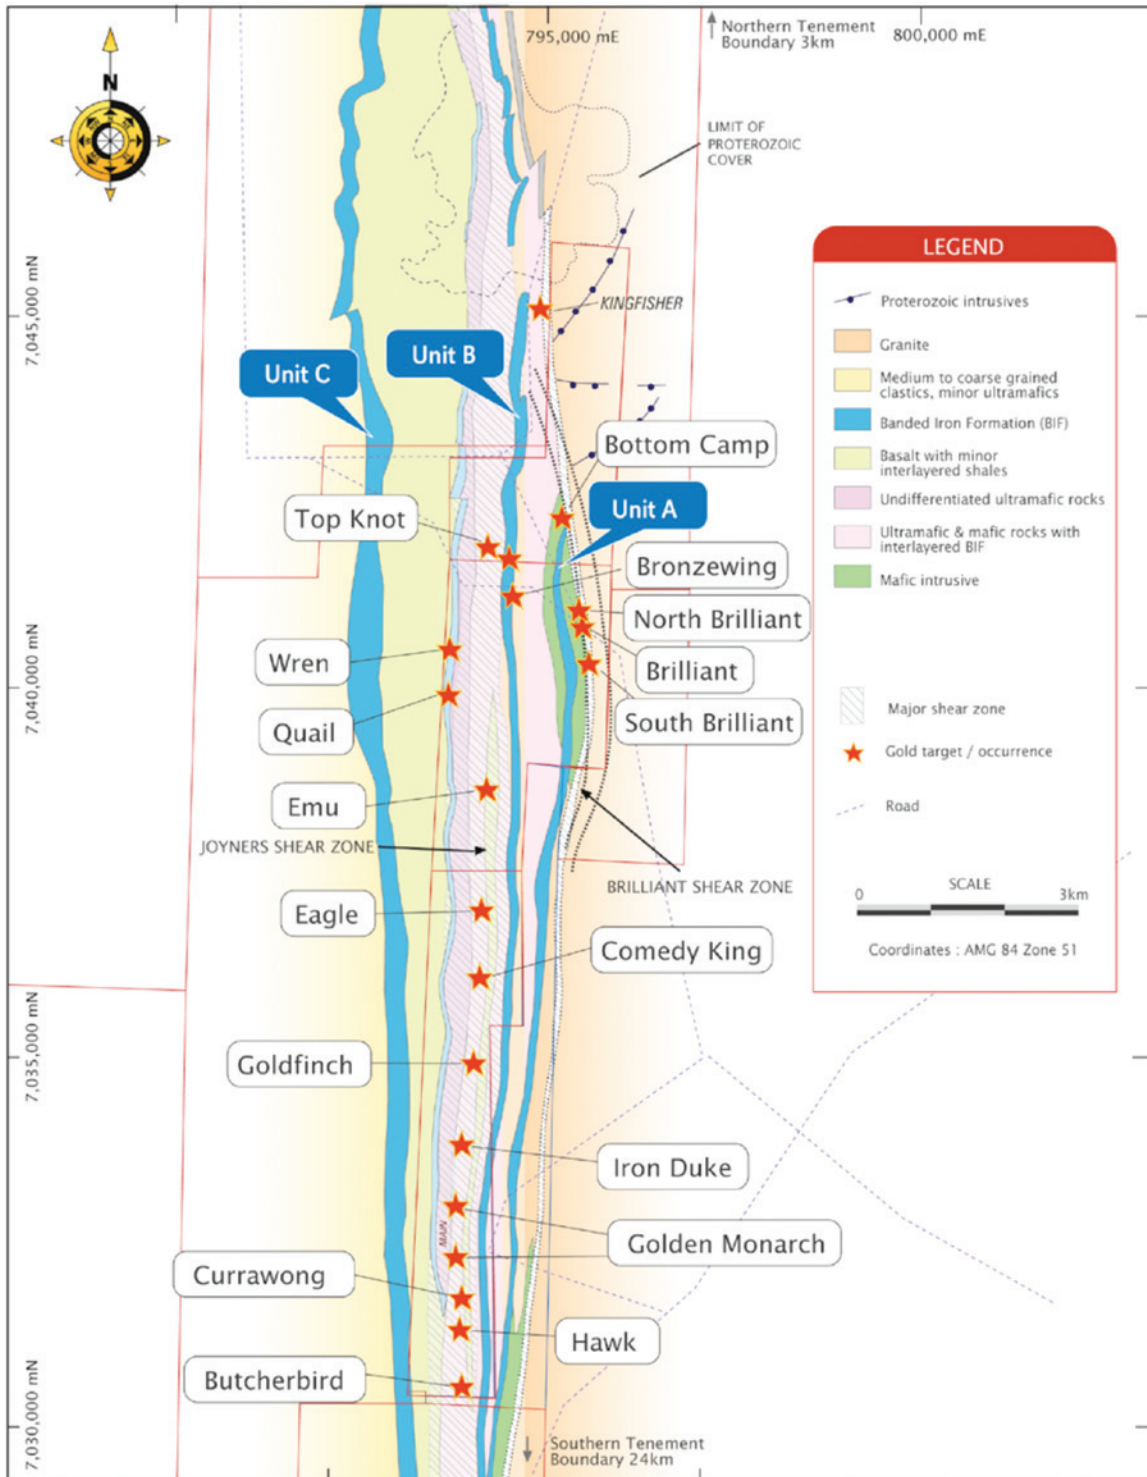 N
795,000 mE
Northern Tenement
Boundary 3km
800,000 mE
LIMIT OF
PROTEROZOIC
COVER
7,045,000 mN
KINGFISHER
Unit C
Unit B
Bottom Camp
Unit A
Top Knot
Bronzewing
North Brilliant
Wren
Brilliant
7,040,000 mN
Quail
South Brilliant
Emu
JOYNERS SHEAR ZONE
BRILLIANT SHEAR ZONE
Eagle
Comedy King
7,035,000 mN
Goldfinch
Iron Duke
MAIN
Golden Monarch
Currawong
Hawk
Butcherbird
7,030,000 mN
Southern Tenement
Boundary 24km
LEGEND
Proterozoic intrusives
Granite
Medium to coarse grained
clastics, minor ultramafics
Banded Iron Formation (BIF)
Basalt with minor
interlayered shales
Undifferentiated ultramafic rocks
Ultramafic & mafic rocks with
interlayered BIF
Mafic intrusive
Major shear zone
Gold target / occurrence
Road
SCALE
0 3km
Coordinates : AMG 84 Zone 51